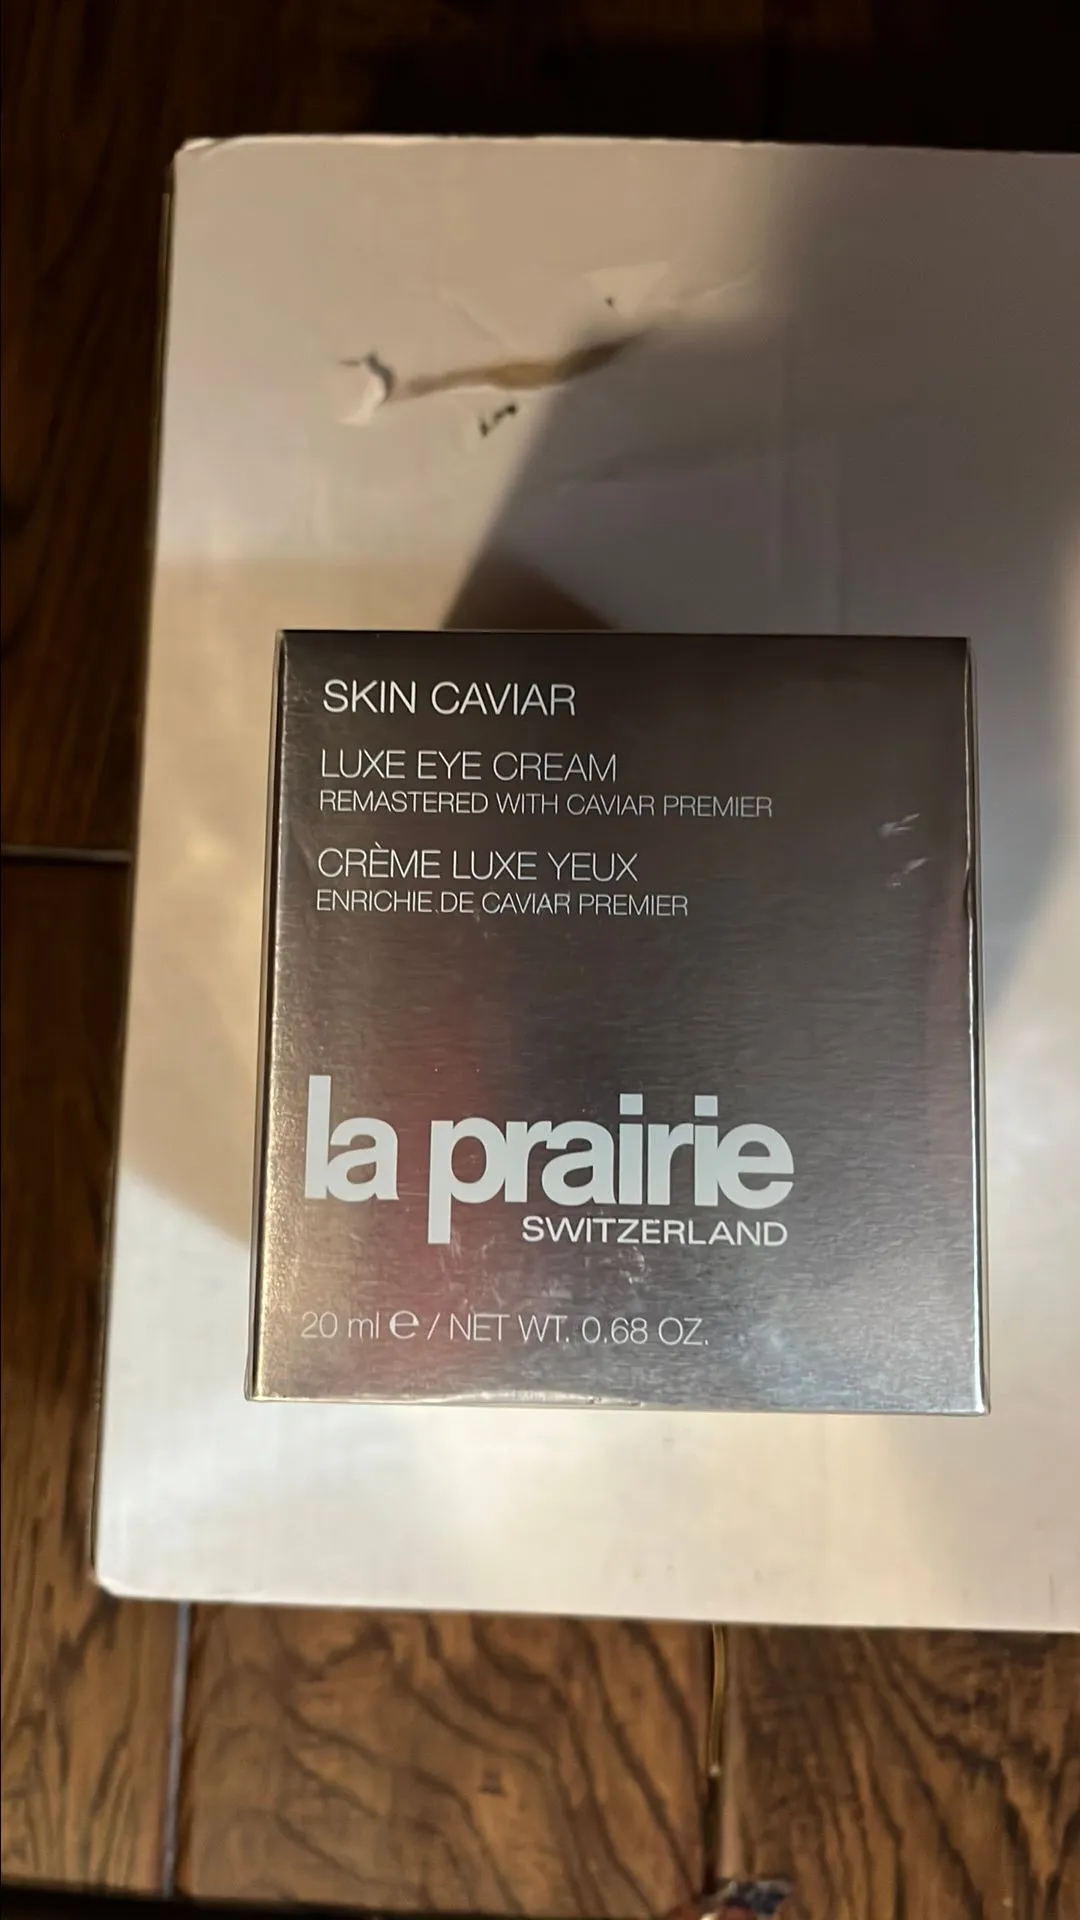 SKIN CAVIAR
LUXE EYE CREAM
REMASTERED WITH CAVIAR PREMIER
CRÈME LUXE YEUX
ENRICHIE DE CAVIAR PREMIER
la prairie
SWITZERLAND
20 ml e / NET WT. 0.68 OZ.